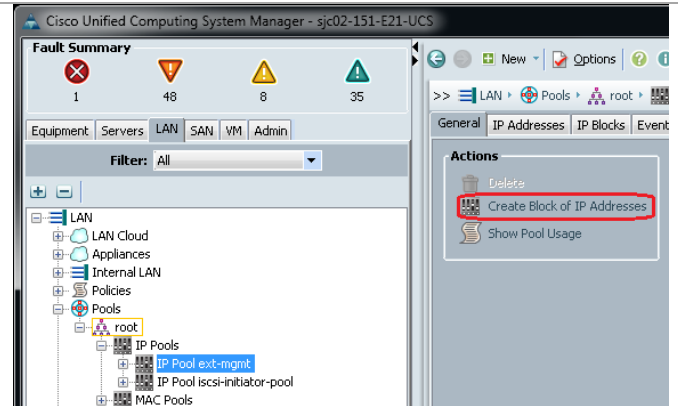 Cisco Unified Computing System Manager - sjc02-151-E21-UCS
Fault Summary
1 48 8 35
Equipment Servers LAN SAN VM Admin
Filter: All
LAN
LAN Cloud
Appliances
Internal LAN
Policies
Pools
root
IP Pools
IP Pool ext-mgmt
IP Pool iscsi-initiator-pool
MAC Pools
New Options
>> LAN Pools root
General IP Addresses IP Blocks Event
Actions
Delete
Create Block of IP Addresses
Show Pool Usage